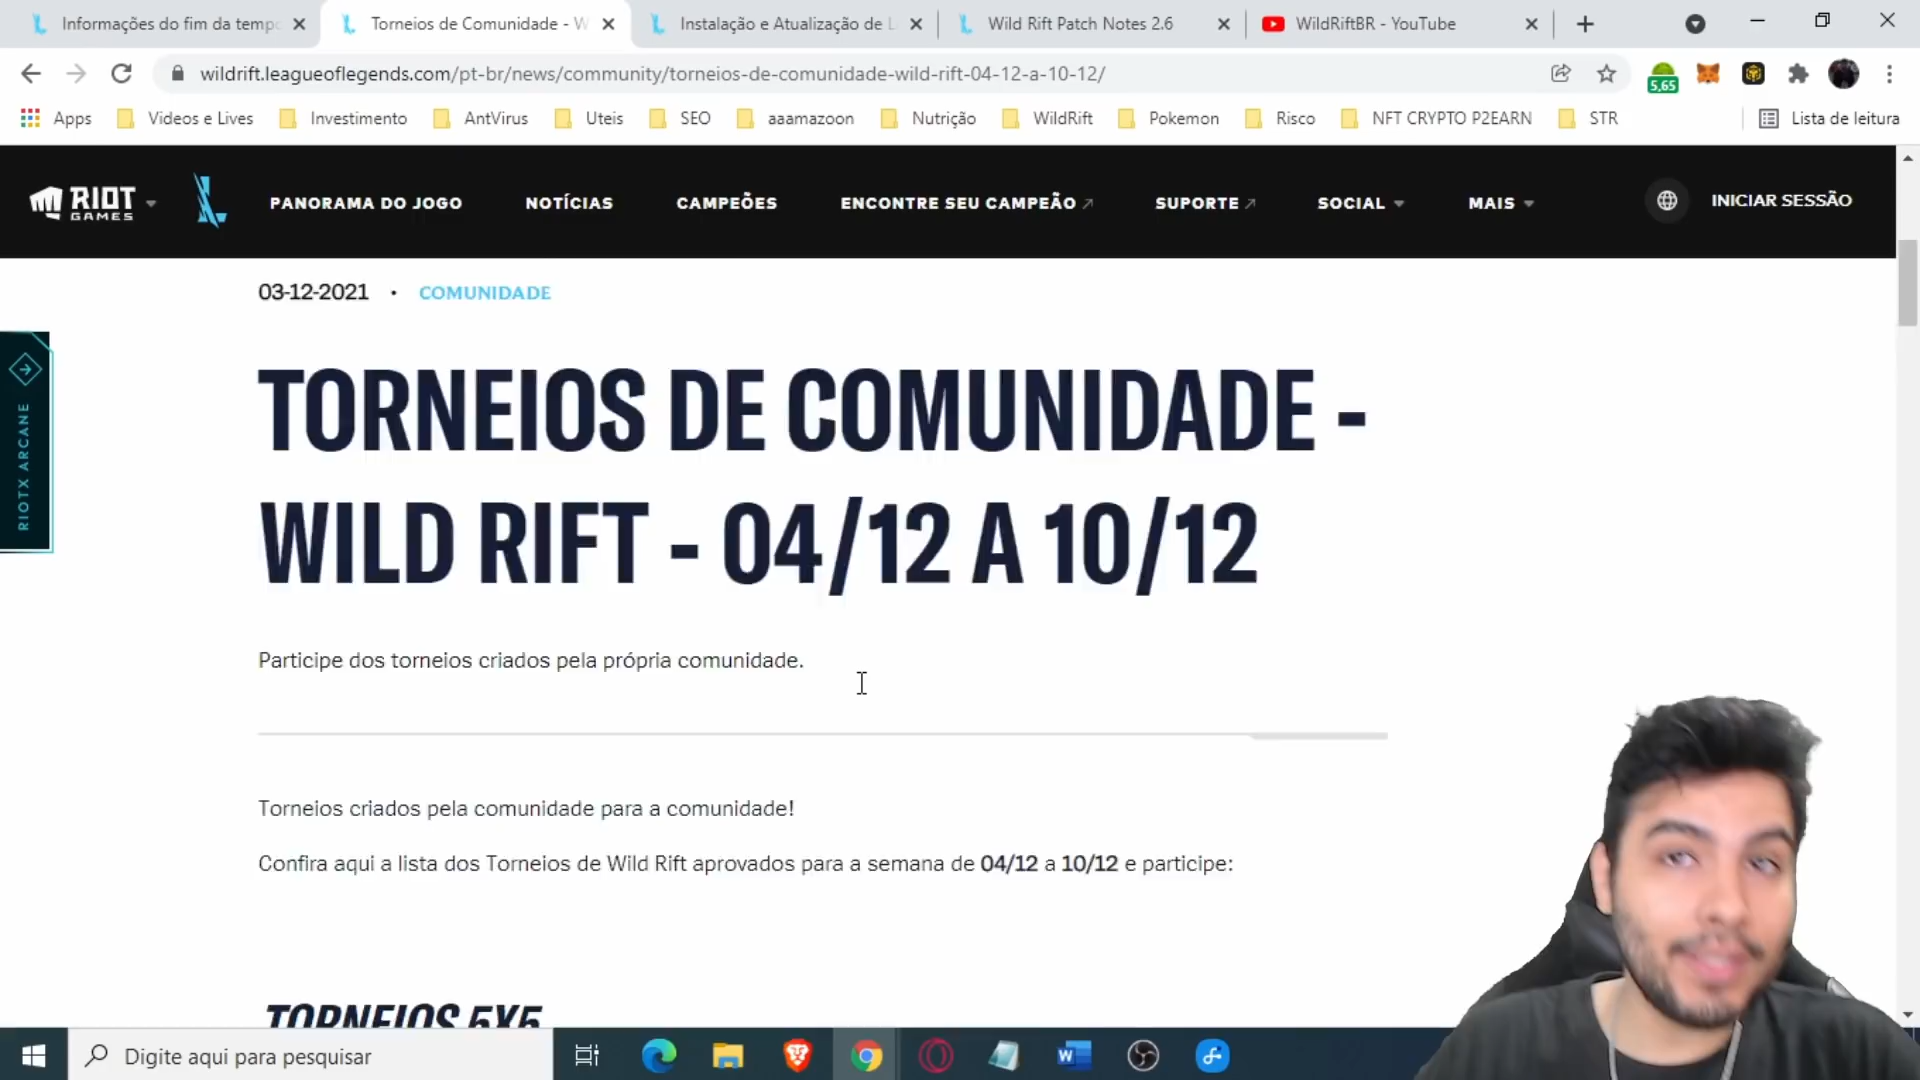 Informações do fim da tempo
Torneios de Comunidade - W
Instalação e Atualização de L
Wild Rift Patch Notes 2.6
WildRiftBR - YouTube
wildrift.leagueoflegends.com/pt-br/news/community/torneios-de-comunidade-wild-rift-04-12-a-10-12/
5,65
Apps
Videos e Lives
Investimento
AntVirus
Uteis
SEO
aaamazoon
Nutrição
WildRift
Pokemon
Risco
NFT CRYPTO P2EARN
STR
Lista de leitura
RIOT
GAMES
PANORAMA DO JOGO
NOTÍCIAS
CAMPEÕES
ENCONTRE SEU CAMPEÃO
SUPORTE
SOCIAL
MAIS
INICIAR SESSÃO
03-12-2021 • COMUNIDADE
RIOTX ARCANE
TORNEIOS DE COMUNIDADE -
WILD RIFT - 04/12 A 10/12
Participe dos torneios criados pela própria comunidade.
Torneios criados pela comunidade para a comunidade!
Confira aqui a lista dos Torneios de Wild Rift aprovados para a semana de 04/12 a 10/12 e participe:
TORNEIOS 5X5
Digite aqui para pesquisar